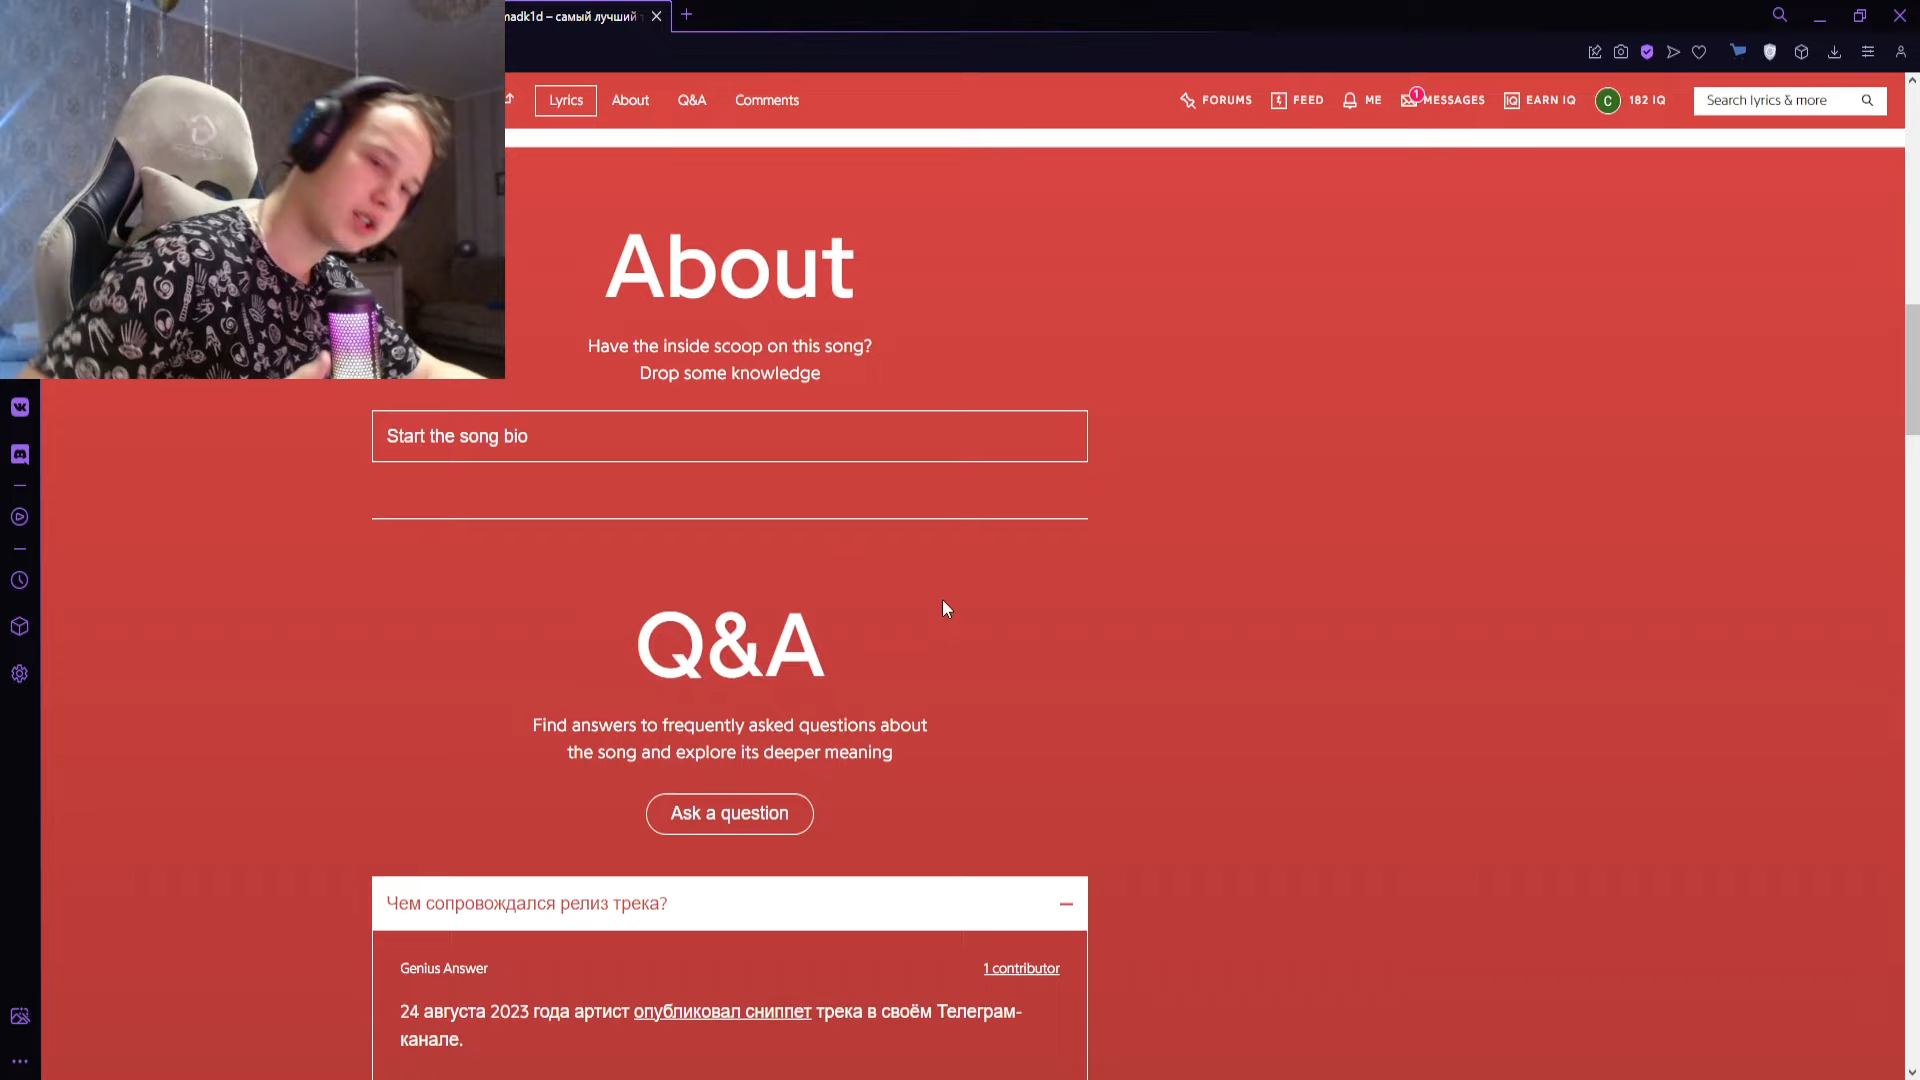 madk1d – самый лучший
Lyrics
About
Q&A
Comments
FORUMS
FEED
ME
1
MESSAGES
EARN IQ
C
182 IQ
Search lyrics & more
About
Have the inside scoop on this song?
Drop some knowledge
Start the song bio
Q&A
Find answers to frequently asked questions about
the song and explore its deeper meaning
Ask a question
Чем сопровождался релиз трека?
Genius Answer
1 contributor
24 августа 2023 года артист опубликовал сниппет трека в своём Телеграм-
канале.